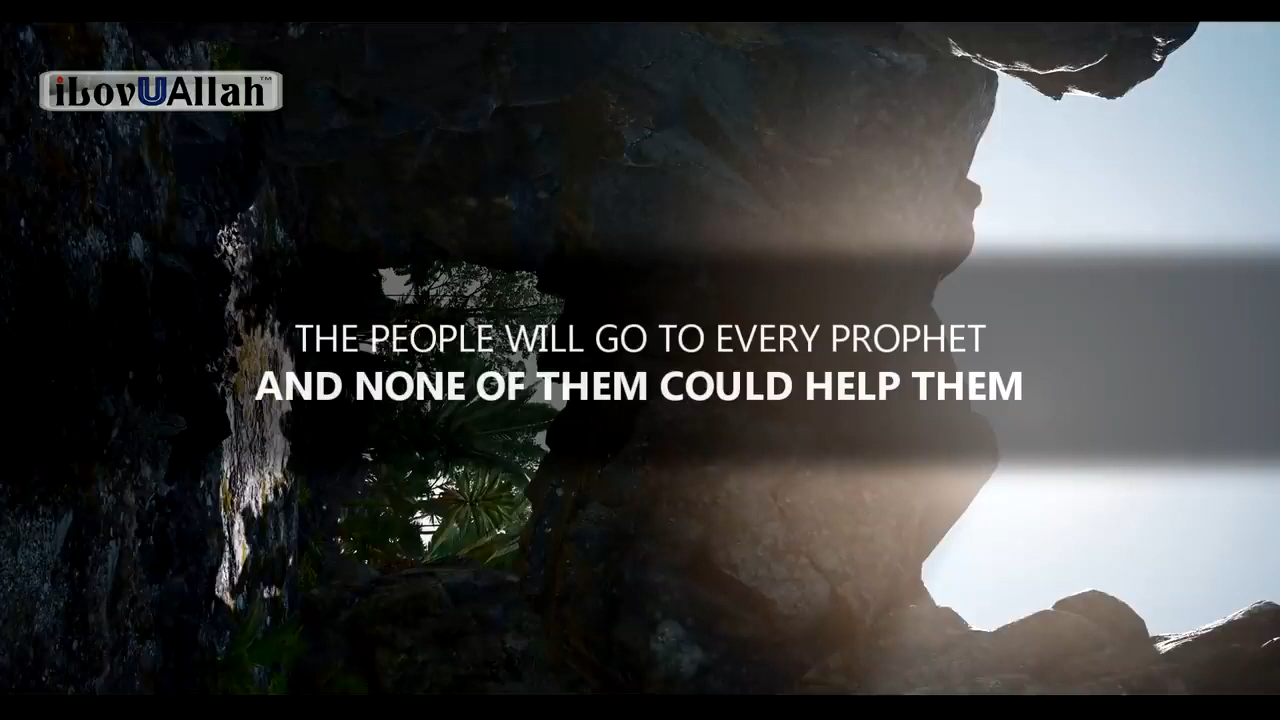 iLovUAllah™
THE PEOPLE WILL GO TO EVERY PROPHET
AND NONE OF THEM COULD HELP THEM